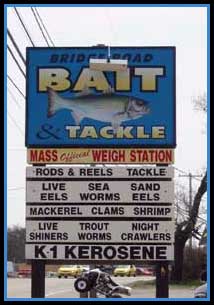 BRIDGE ROAD
BAIT
& TACKLE
MASS Official WEIGH STATION
RODS & REELS TACKLE
LIVE SEA SAND
EELS WORMS EELS
MACKEREL CLAMS SHRIMP
LIVE TROUT NIGHT
SHINERS WORMS CRAWLERS
K-1 KEROSENE